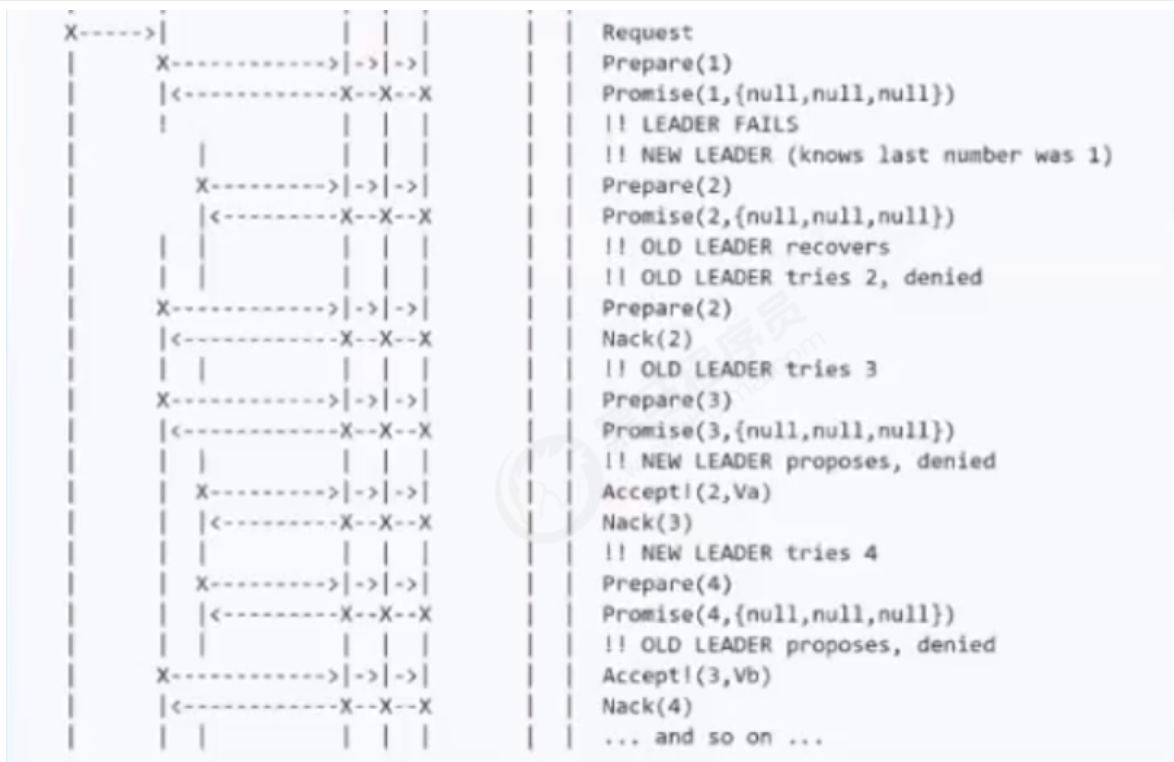 X----->|                   |  |  |       |  |  Request
|      X------------>|->|->|       |  |  Prepare(1)
|      |<------------X--X--X       |  |  Promise(1,{null,null,null})
|      !             |  |  |       |  |  !! LEADER FAILS
|         |          |  |  |       |  |  !! NEW LEADER (knows last number was 1)
|         X--------->|->|->|       |  |  Prepare(2)
|         |<---------X--X--X       |  |  Promise(2,{null,null,null})
|      |  |          |  |  |       |  |  !! OLD LEADER recovers
|      |  |          |  |  |       |  |  !! OLD LEADER tries 2, denied
|      X------------>|->|->|       |  |  Prepare(2)
|      |<------------X--X--X       |  |  Nack(2)
|      |  |          |  |  |       |  |  !! OLD LEADER tries 3
|      X------------>|->|->|       |  |  Prepare(3)
|      |<------------X--X--X       |  |  Promise(3,{null,null,null})
|      |  |          |  |  |       |  |  !! NEW LEADER proposes, denied
|      |  X--------->|->|->|       |  |  Accept!(2,Va)
|      |  |<---------X--X--X       |  |  Nack(3)
|      |  |          |  |  |       |  |  !! NEW LEADER tries 4
|      |  X--------->|->|->|       |  |  Prepare(4)
|      |  |<---------X--X--X       |  |  Promise(4,{null,null,null})
|      |  |          |  |  |       |  |  !! OLD LEADER proposes, denied
|      X------------>|->|->|       |  |  Accept!(3,Vb)
|      |<------------X--X--X       |  |  Nack(4)
|      |  |          |  |  |       |  |  ... and so on ...